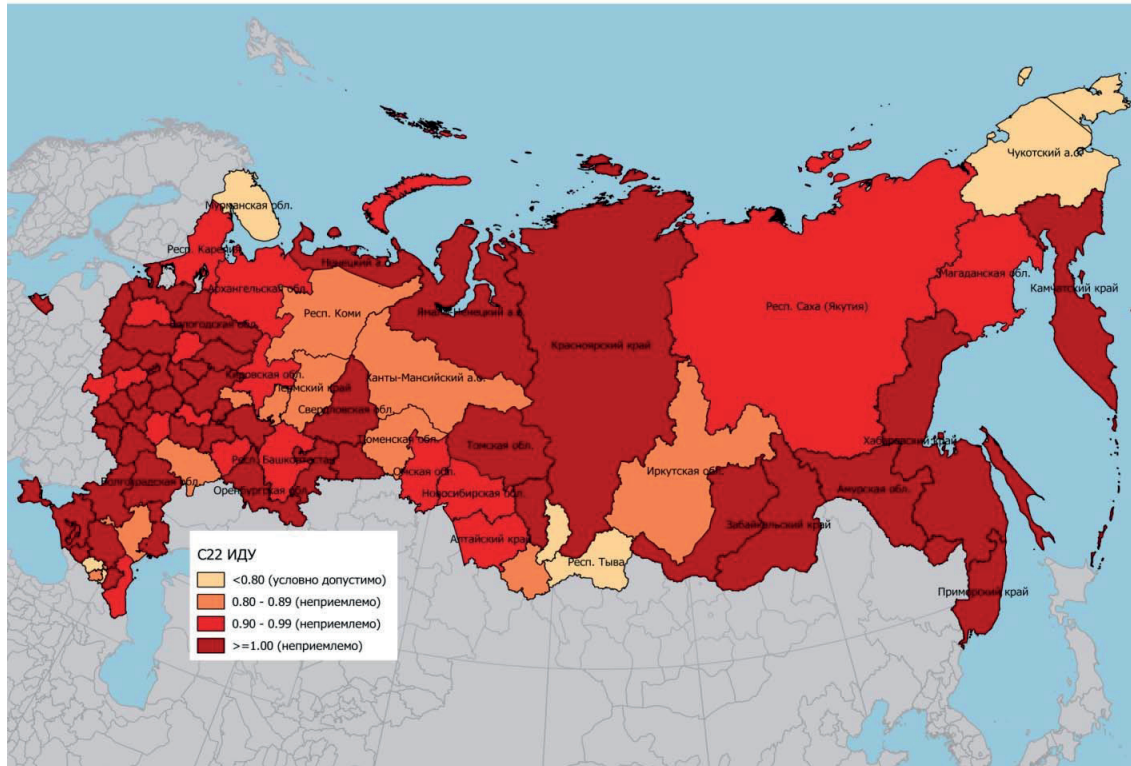 Чукотский а.о.
Мурманская обл.
Респ. Карелия
Ненецкий а.о.
Магаданская обл.
Архангельская обл.
Камчатский край
Респ. Саха (Якутия)
Респ. Коми
Ямало-Ненецкий а.о.
Вологодская обл.
Красноярский край
Кировская обл.
Ханты-Мансийский а.о.
Пермский край
Свердловская обл.
Тюменская обл.
Хабаровский край
Томская обл.
Респ. Башкортостан
Омская обл.
Иркутская обл.
Волгоградская обл.
Оренбургская обл.
Новосибирская обл.
Амурская обл.
Забайкальский край
Алтайский край
Респ. Тыва
Приморский край
С22 ИДУ
<0.80 (условно допустимо)
0.80 - 0.89 (неприемлемо)
0.90 - 0.99 (неприемлемо)
>=1.00 (неприемлемо)